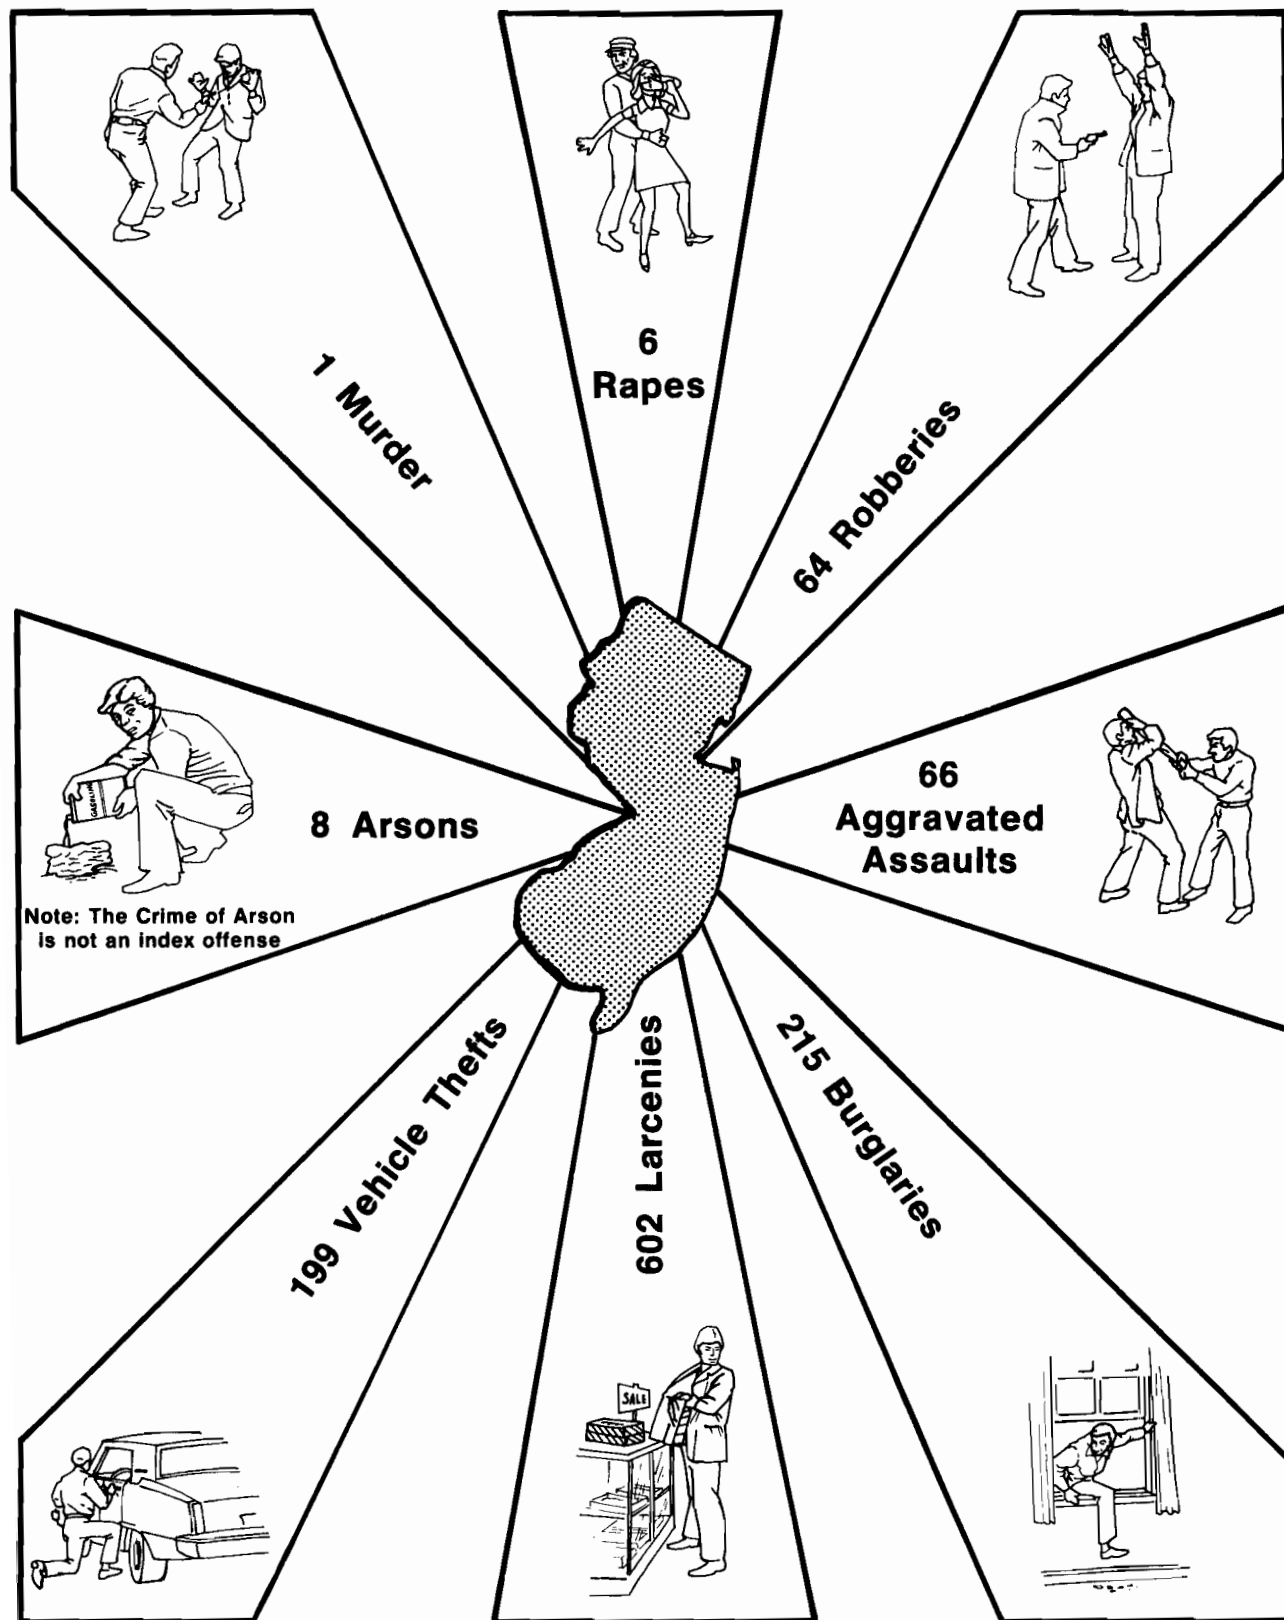 1 Murder
6
Rapes
64 Robberies
GASOLINE
8 Arsons
Note: The Crime of Arson
is not an index offense
66
Aggravated
Assaults
199 Vehicle Thefts
602 Larcenies
215 Burglaries
SALE